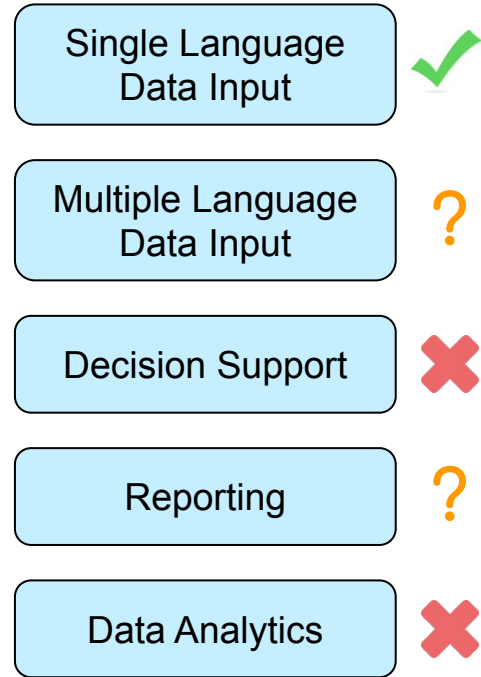 Single Language
Data Input
Multiple Language
Data Input
?
Decision Support
Reporting
?
Data Analytics